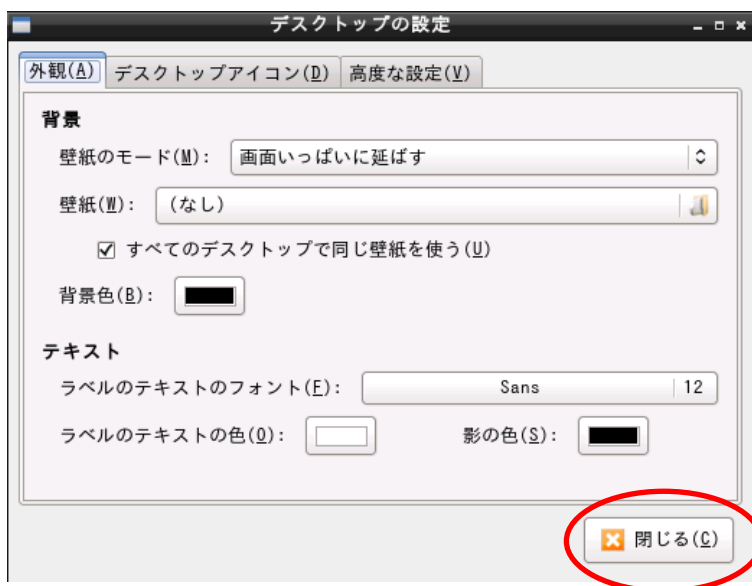 デスクトップの設定
外観(A) デスクトップアイコン(D) 高度な設定(V)
背景
壁紙のモード(M): 画面いっぱいに延ばす
壁紙(W): (なし)
すべてのデスクトップで同じ壁紙を使う(U)
背景色(B):
テキスト
ラベルのテキストのフォント(F): Sans 12
ラベルのテキストの色(O): 影の色(S):
閉じる(C)